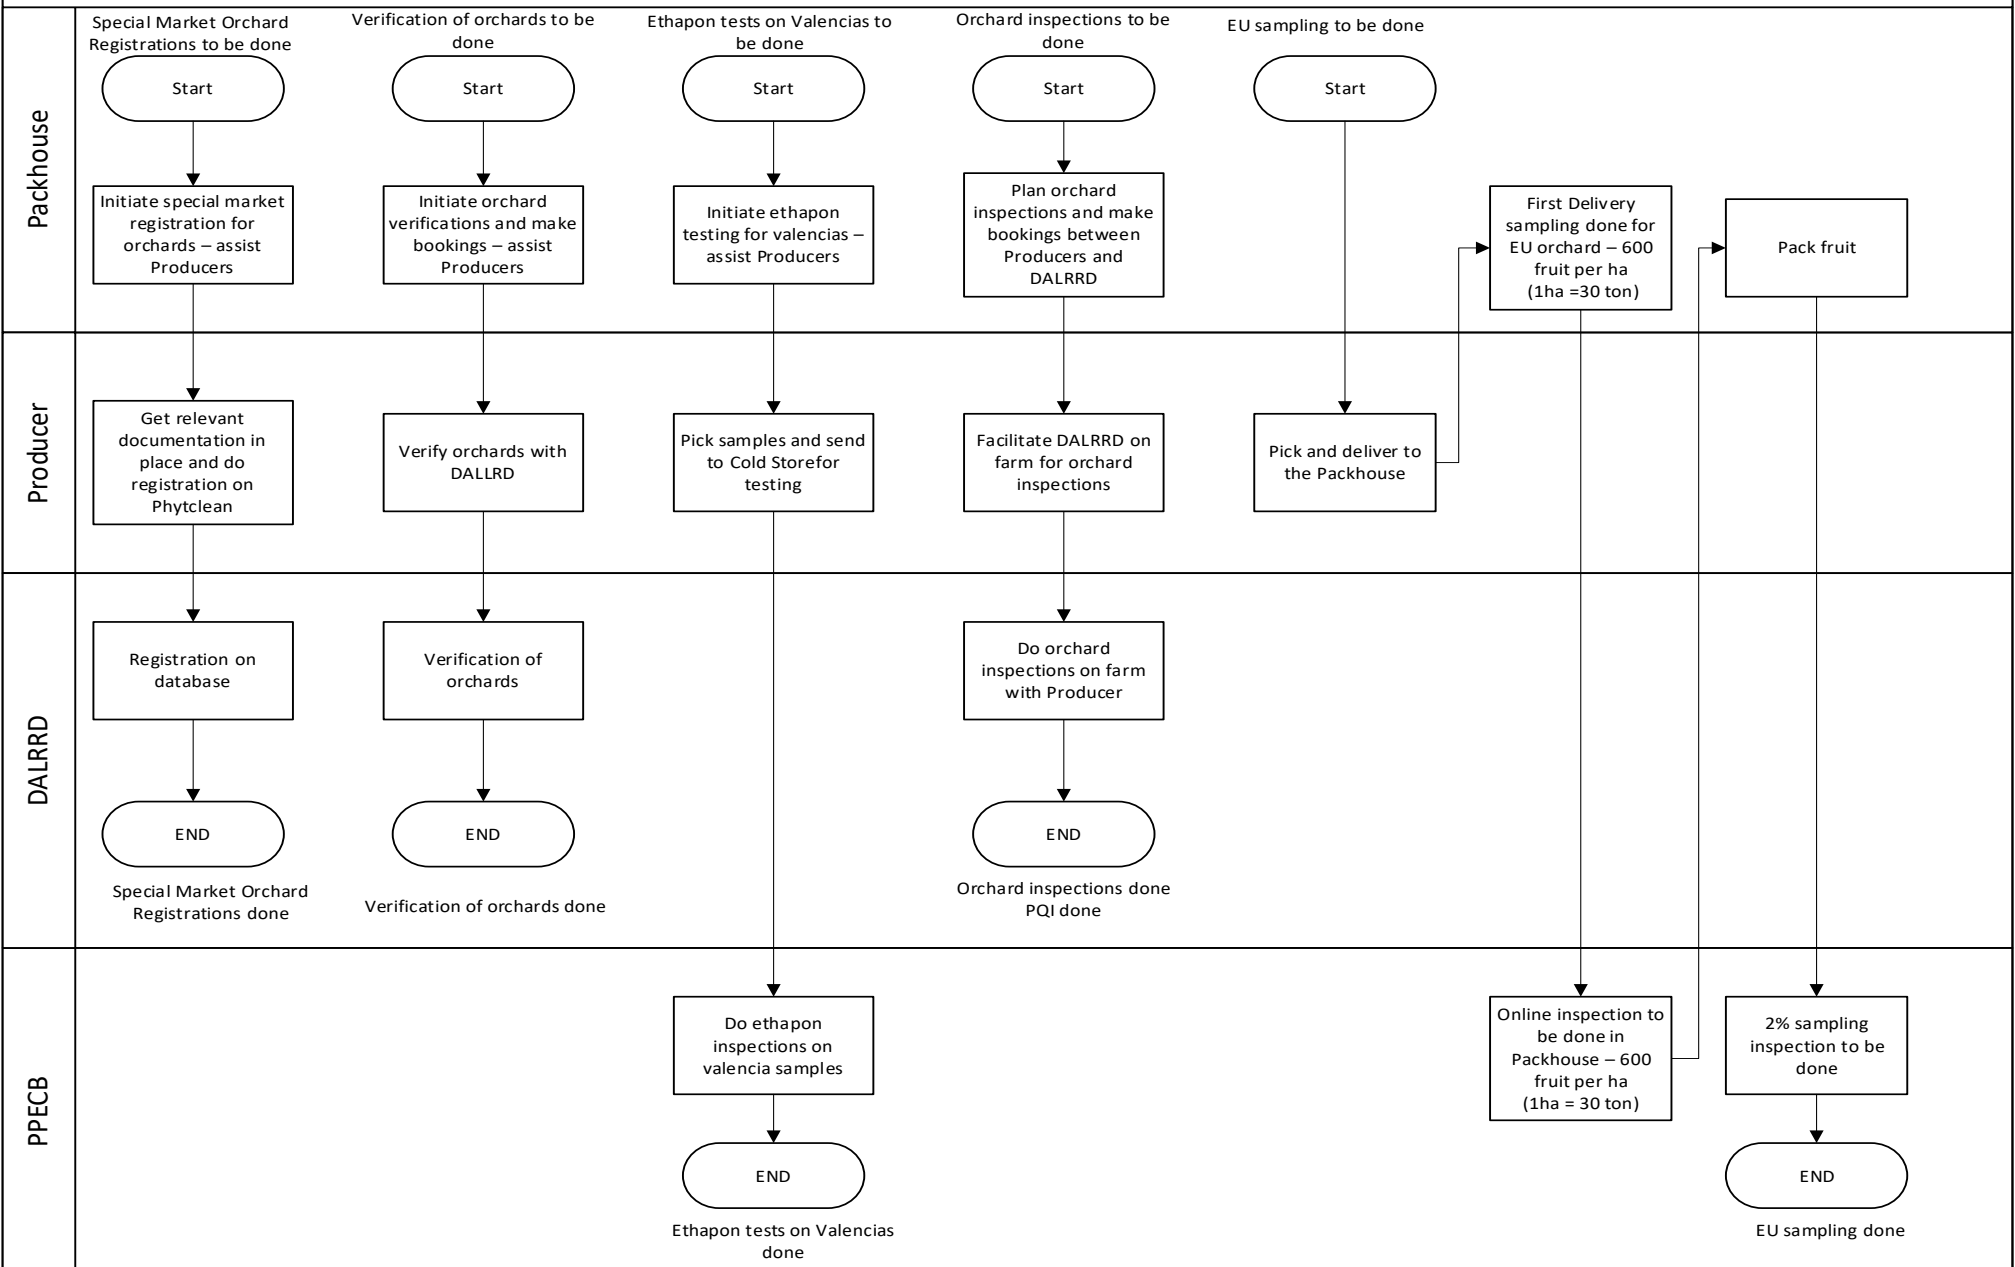 Special Market Orchard
Registrations to be done
Verification of orchards to be
done
Ethapon tests on Valencias to
be done
Orchard inspections to be
done
EU sampling to be done
Packhouse
Start
Start
Start
Start
Start
Initiate special market
registration for
orchards – assist
Producers
Initiate orchard
verifications and make
bookings – assist
Producers
Initiate ethapon
testing for valencias –
assist Producers
Plan orchard
inspections and make
bookings between
Producers and
DALRRD
First Delivery
sampling done for
EU orchard – 600
fruit per ha
(1ha =30 ton)
Pack fruit
Producer
Get relevant
documentation in
place and do
registration on
Phytclean
Verify orchards with
DALLRD
Pick samples and send
to Cold Storefor
testing
Facilitate DALRRD on
farm for orchard
inspections
Pick and deliver to
the Packhouse
DALRRD
Registration on
database
Verification of
orchards
Do orchard
inspections on farm
with Producer
END
END
END
Special Market Orchard
Registrations done
Verification of orchards done
Orchard inspections done
PQI done
PPECB
Do ethapon
inspections on
valencia samples
Online inspection to
be done in
Packhouse – 600
fruit per ha
(1ha = 30 ton)
2% sampling
inspection to be
done
END
END
Ethapon tests on Valencias
done
EU sampling done